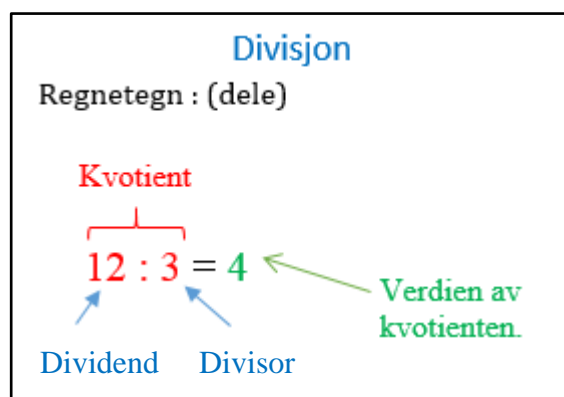 Divisjon
Regnetegn : (dele)
Kvotient
12 : 3 = 4
Verdien av
kvotienten.
Dividend Divisor